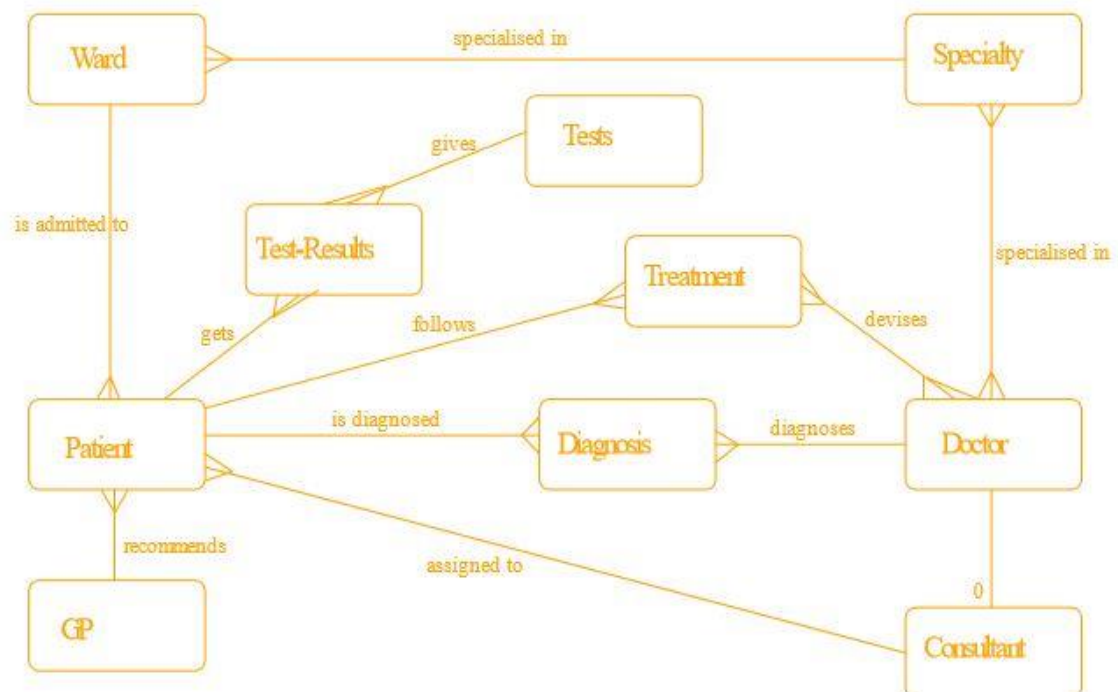 Ward
specialised in
Specialty
Tests
gives
is admitted to
Test-Results
Treatment
specialised in
gets
follows
devises
is diagnosed
diagnoses
Patient
Diagnosis
Doctor
recommends
assigned to
0
GP
Consultant